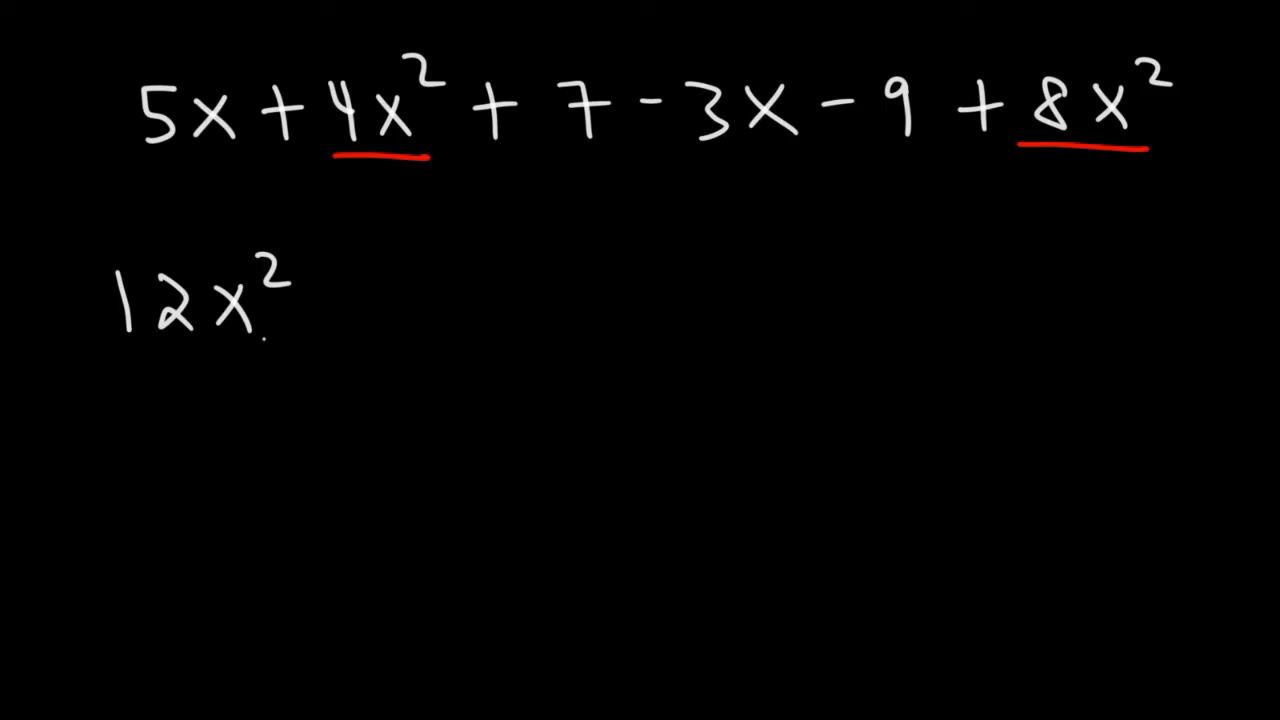 5x + 4x² + 7 - 3x - 9 + 8x²
12x²